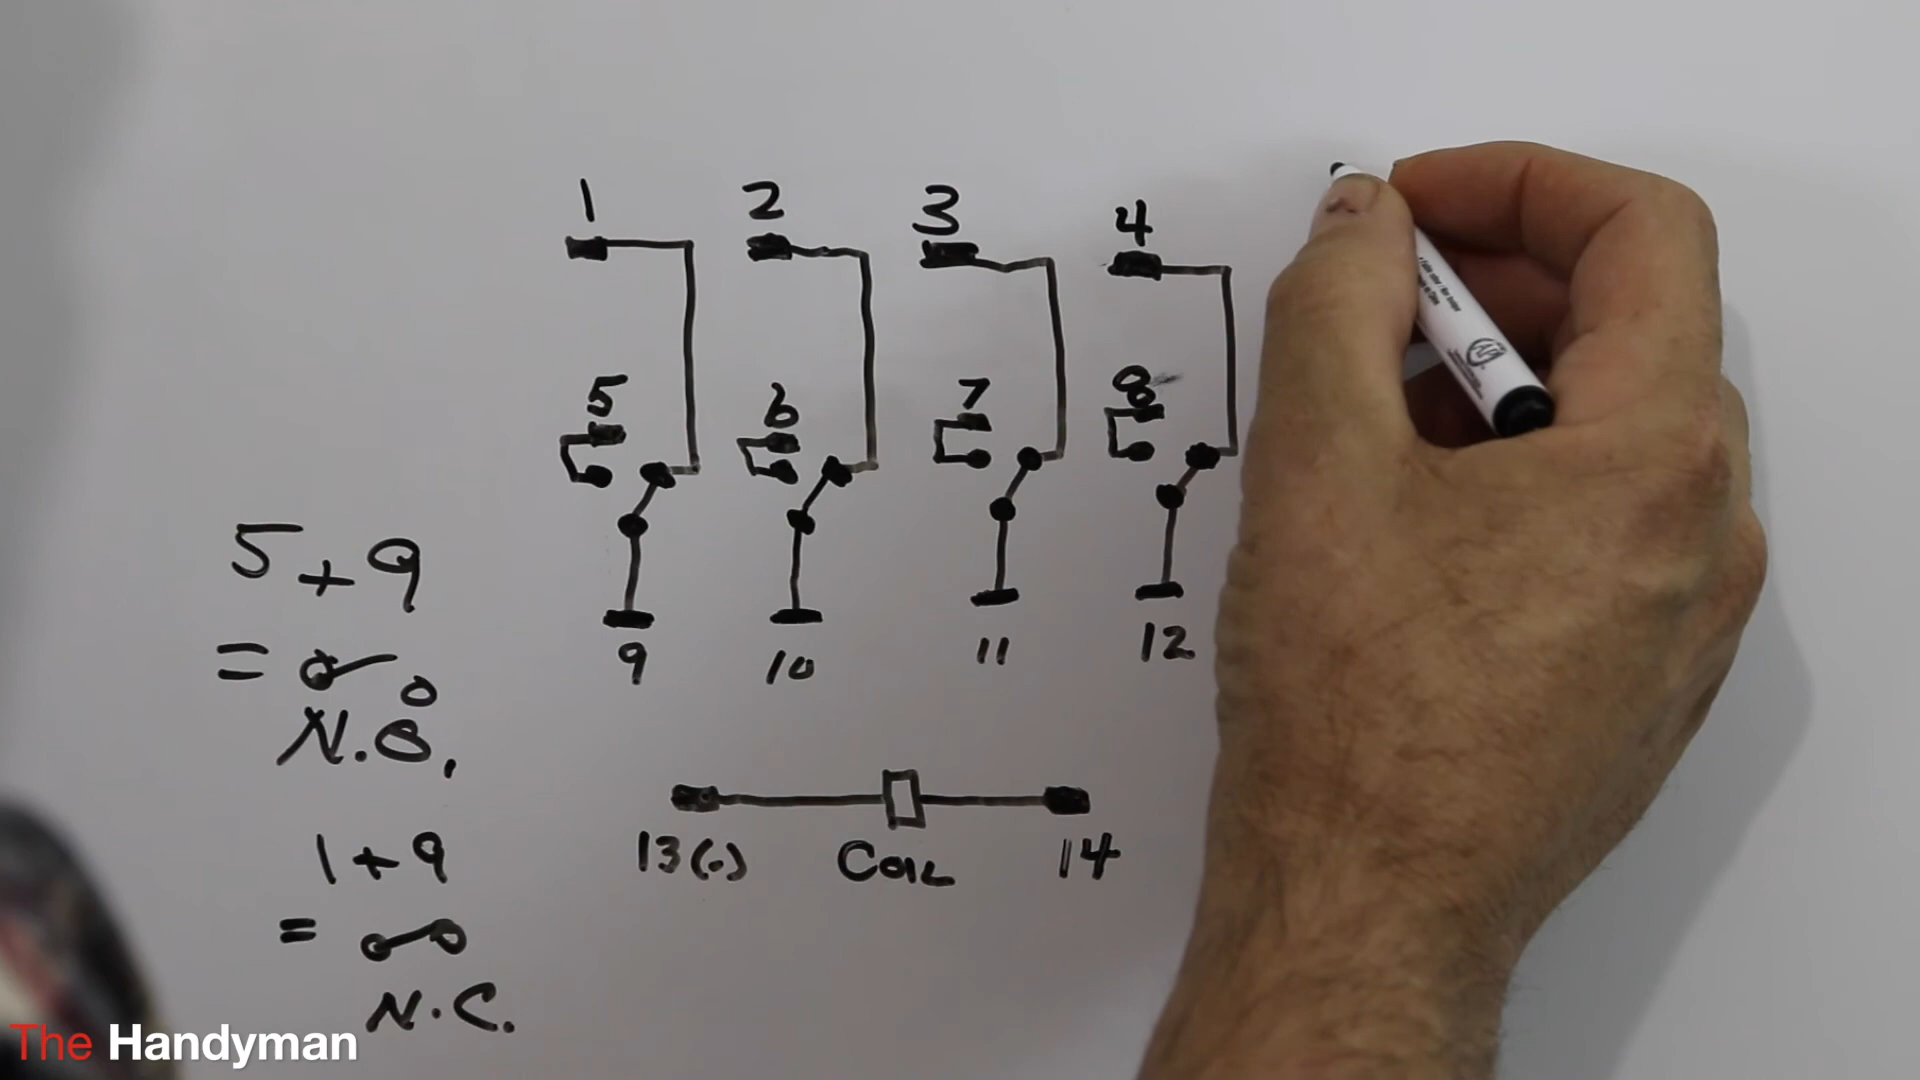 1 2 3 4
5 6 7 8
9 10 11 12
13(-) COIL 14
5+9
=
N.O.
1+9
=
N.C.
The Handyman